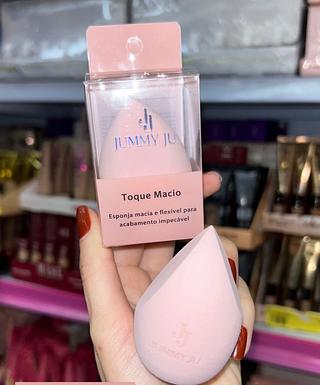 JUMMY JU
Toque Macio
Esponja macia e flexível para
acabamento impecável
JUMMY JU